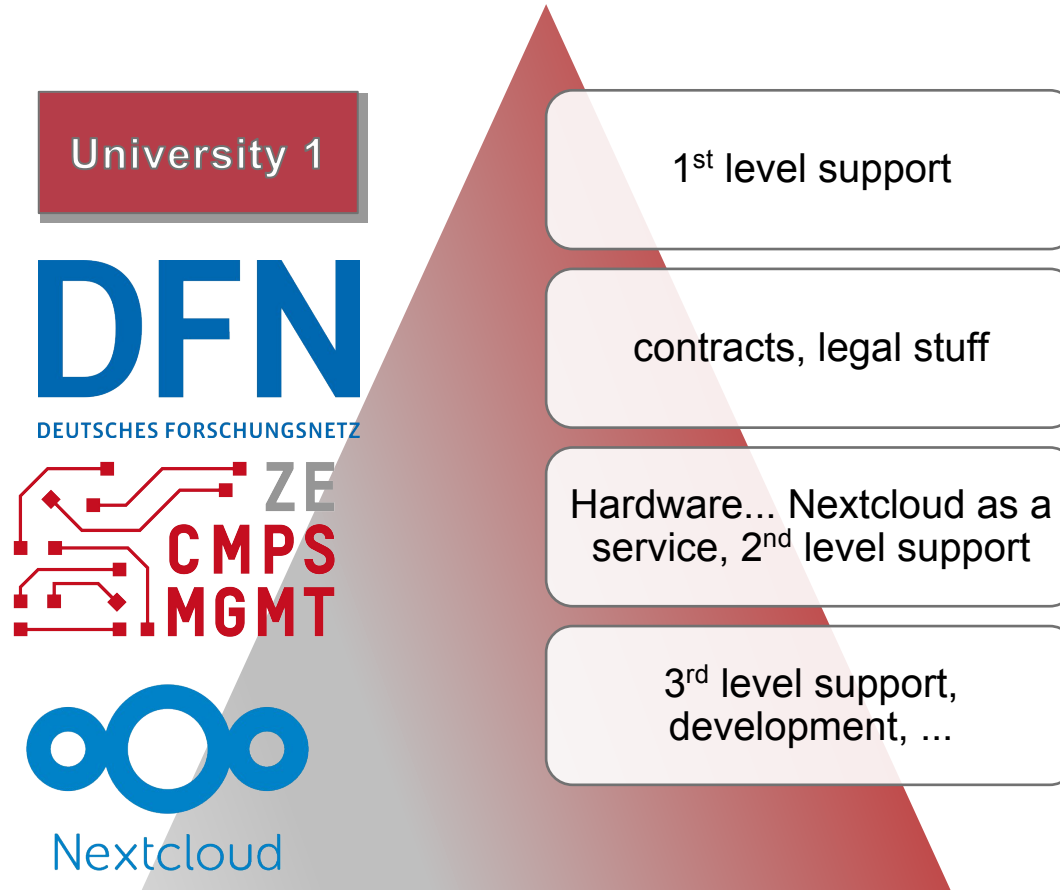 University 1
1st level support
DFN
DEUTSCHES FORSCHUNGSNETZ
contracts, legal stuff
ZE
CMPS
MGMT
Hardware... Nextcloud as a
service, 2nd level support
Nextcloud
3rd level support,
development, ...